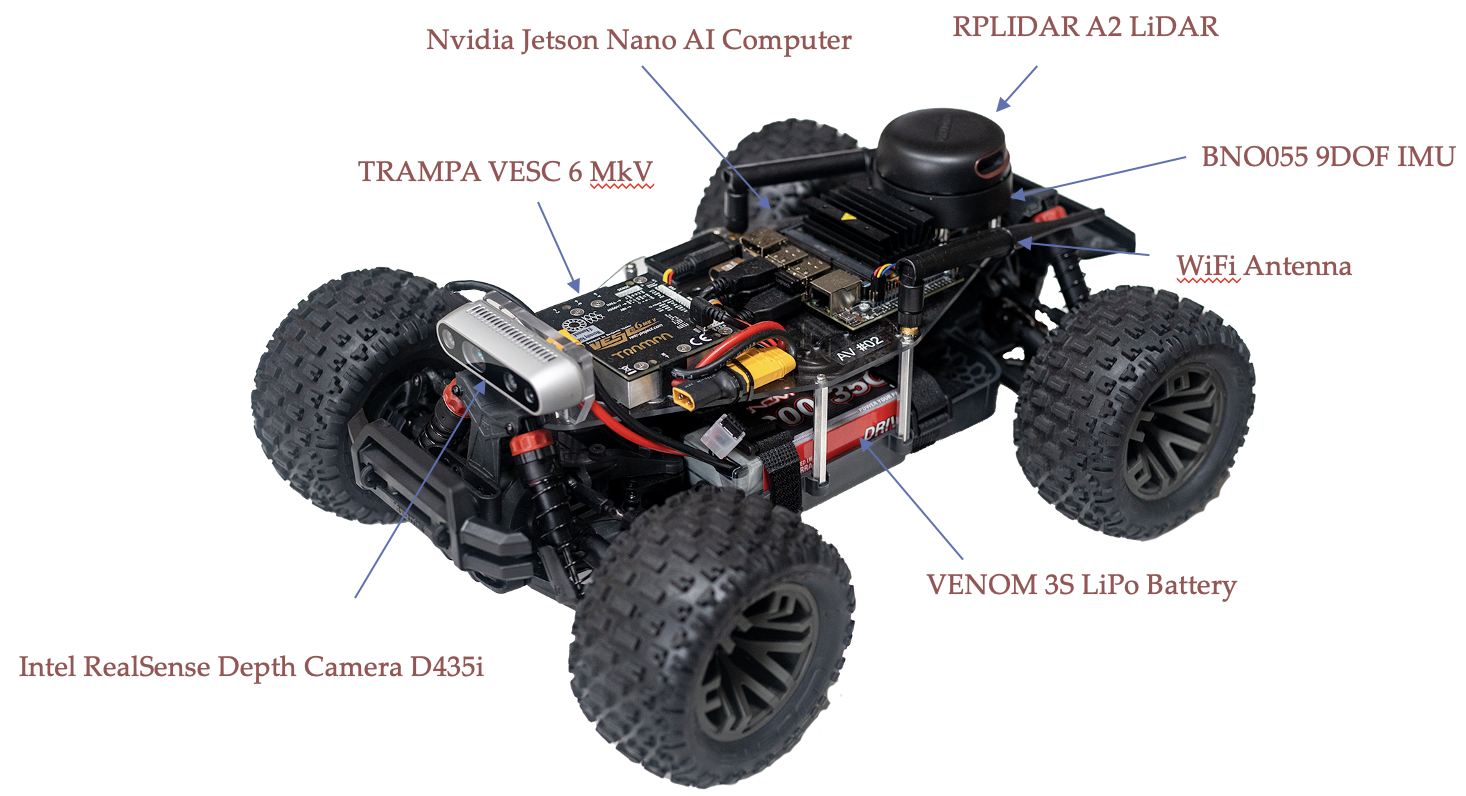 Nvidia Jetson Nano AI Computer
RPLIDAR A2 LiDAR
TRAMPA VESC 6 MkV
BNO055 9DOF IMU
WiFi Antenna
AV #02
VENOM 3S LiPo Battery
Intel RealSense Depth Camera D435i